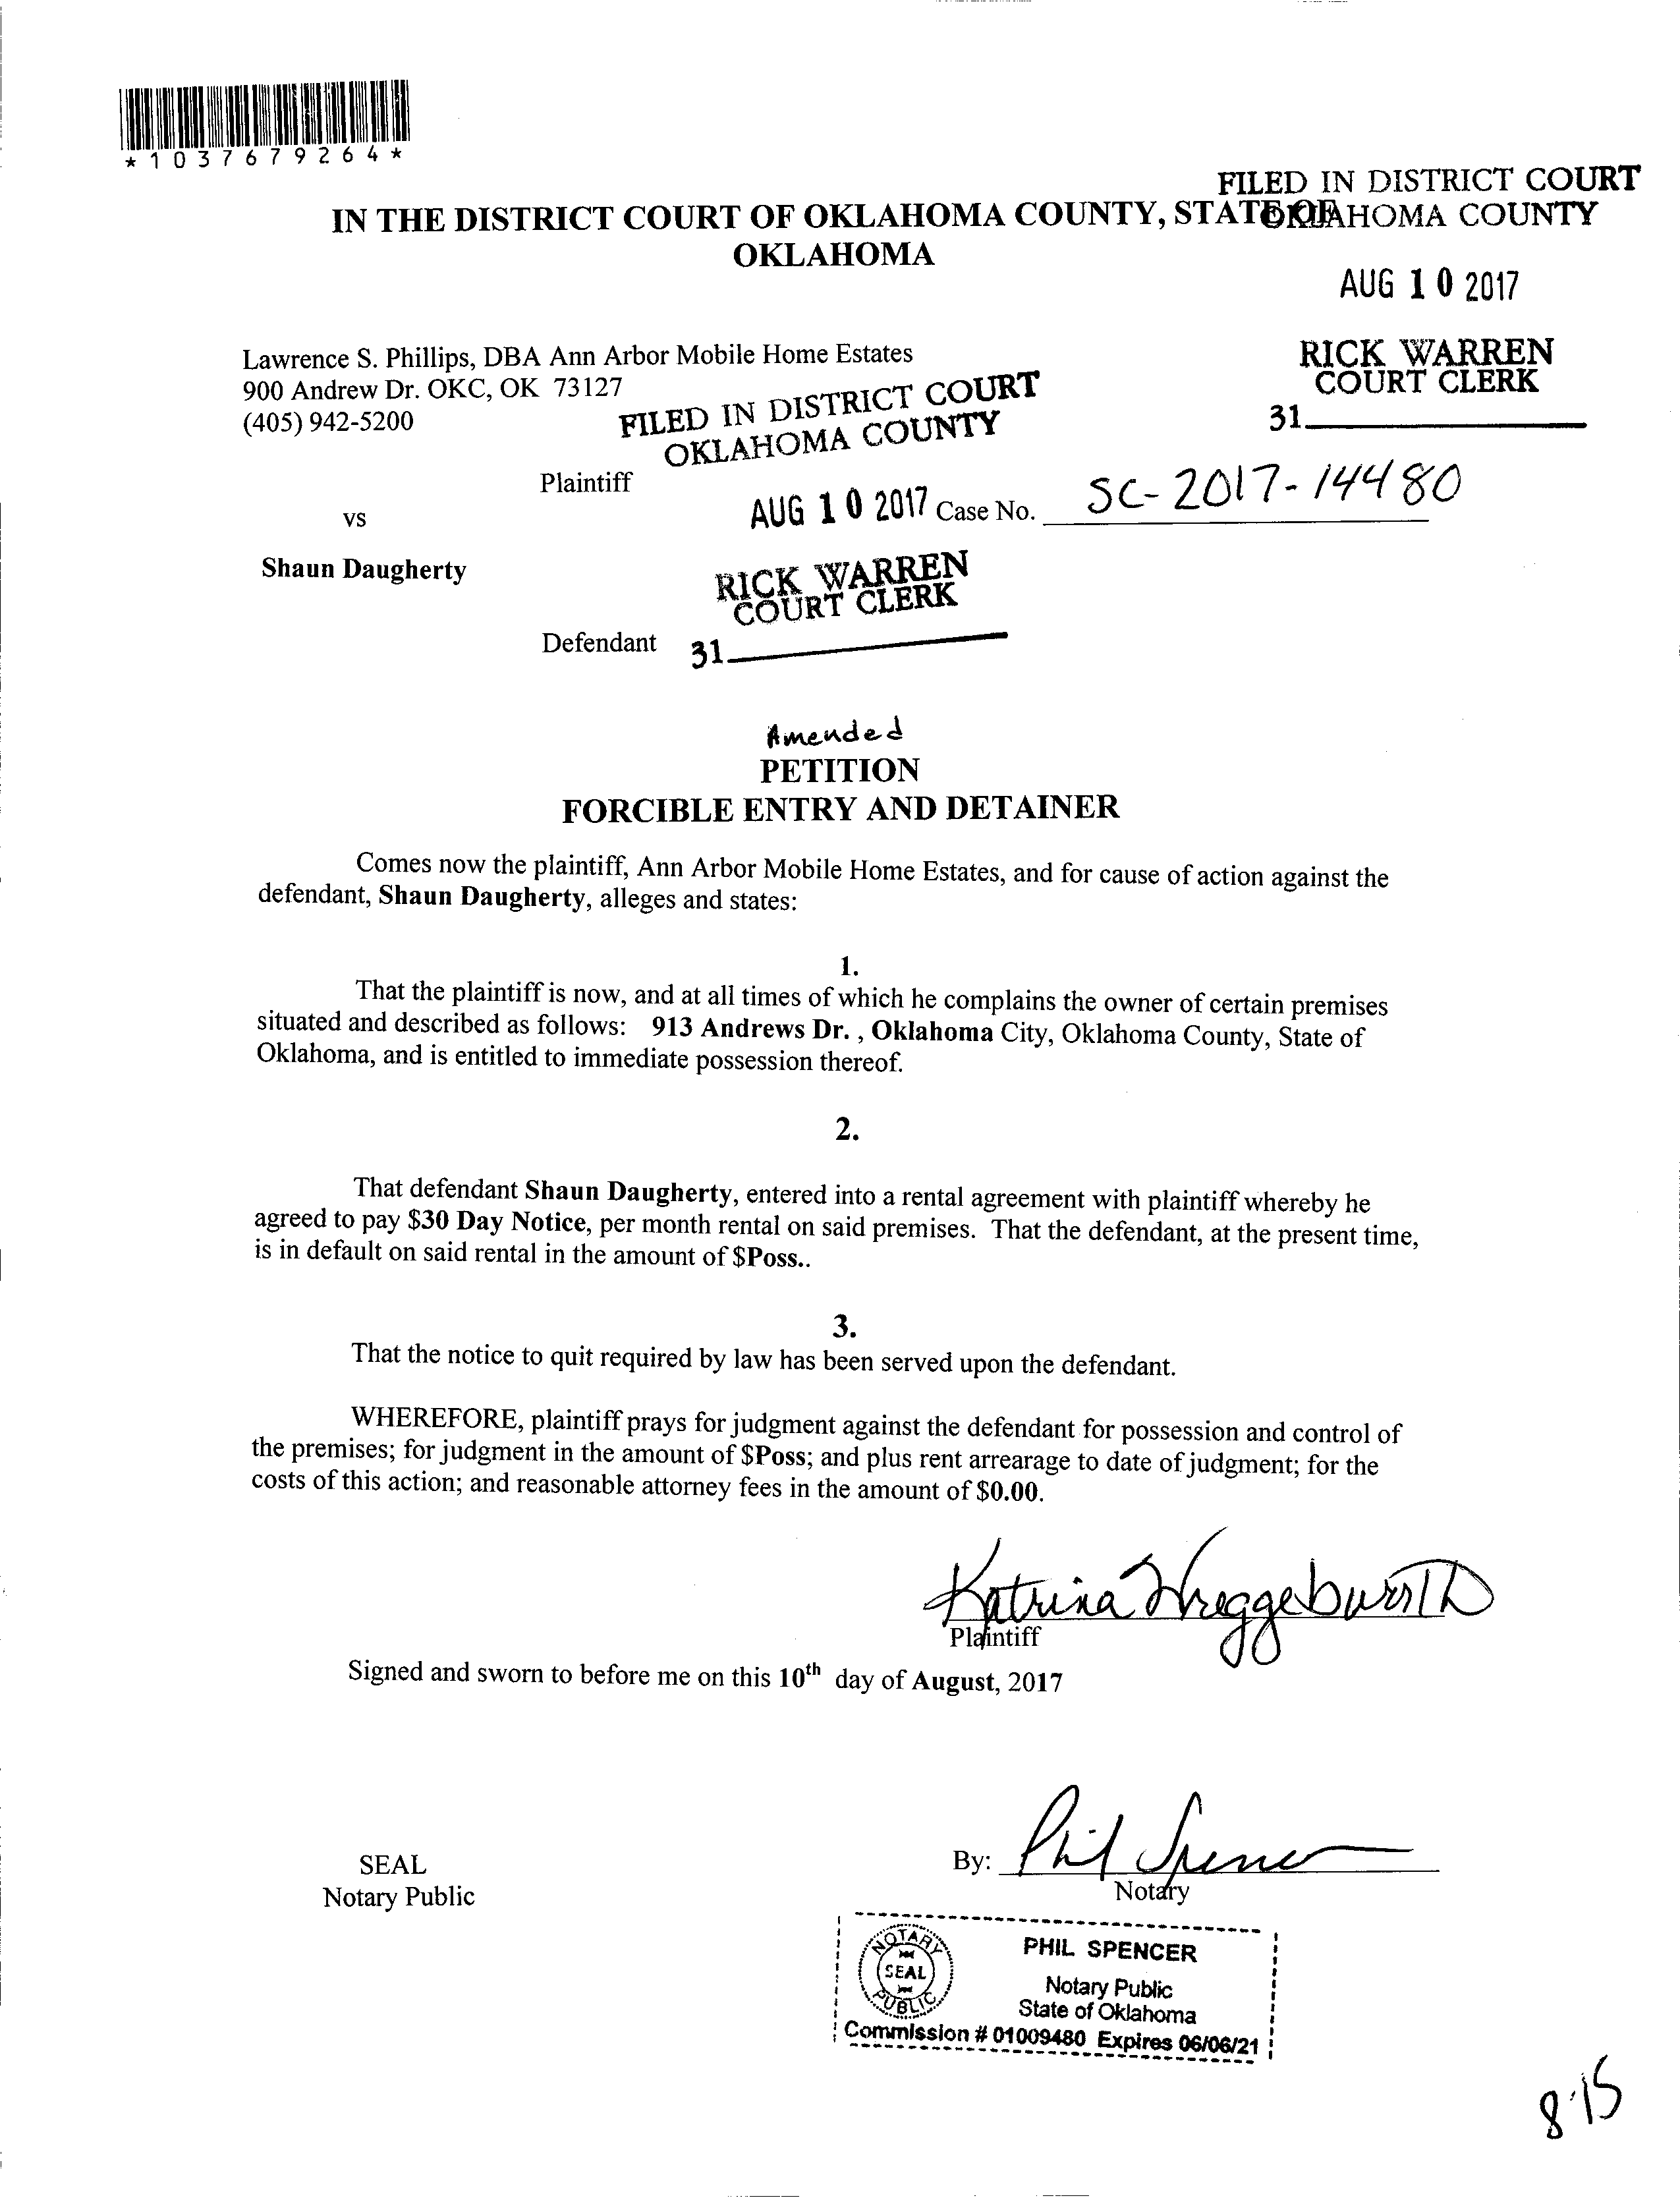 *1037679264*
FILED IN DISTRICT COURT
OKLAHOMA COUNTY
IN THE DISTRICT COURT OF OKLAHOMA COUNTY, STATE OF
OKLAHOMA
AUG 10 2017
RICK WARREN
COURT CLERK
31
Lawrence S. Phillips, DBA Ann Arbor Mobile Home Estates
900 Andrew Dr. OKC, OK 73127
(405) 942-5200
FILED IN DISTRICT COURT
OKLAHOMA COUNTY
Plaintiff
AUG 10 2017
Case No. SC-2017-14480
vs
Shaun Daugherty
RICK WARREN
COURT CLERK
Defendant
31
Amended
PETITION
FORCIBLE ENTRY AND DETAINER
Comes now the plaintiff, Ann Arbor Mobile Home Estates, and for cause of action against the
defendant, Shaun Daugherty, alleges and states:
1.
That the plaintiff is now, and at all times of which he complains the owner of certain premises
situated and described as follows: 913 Andrews Dr. , Oklahoma City, Oklahoma County, State of
Oklahoma, and is entitled to immediate possession thereof.
2.
That defendant Shaun Daugherty, entered into a rental agreement with plaintiff whereby he
agreed to pay $30 Day Notice, per month rental on said premises. That the defendant, at the present time,
is in default on said rental in the amount of $Poss..
3.
That the notice to quit required by law has been served upon the defendant.
WHEREFORE, plaintiff prays for judgment against the defendant for possession and control of
the premises; for judgment in the amount of $Poss; and plus rent arrearage to date of judgment; for the
costs of this action; and reasonable attorney fees in the amount of $0.00.
Katrina Wreggebworth
Plaintiff
Signed and sworn to before me on this 10th day of August, 2017
SEAL
Notary Public
By: Phil Spencer
Notary
NOTARY
SEAL
PUBLIC
PHIL SPENCER
Notary Public
State of Oklahoma
Commission # 01009480 Expires 06/06/21
8-15